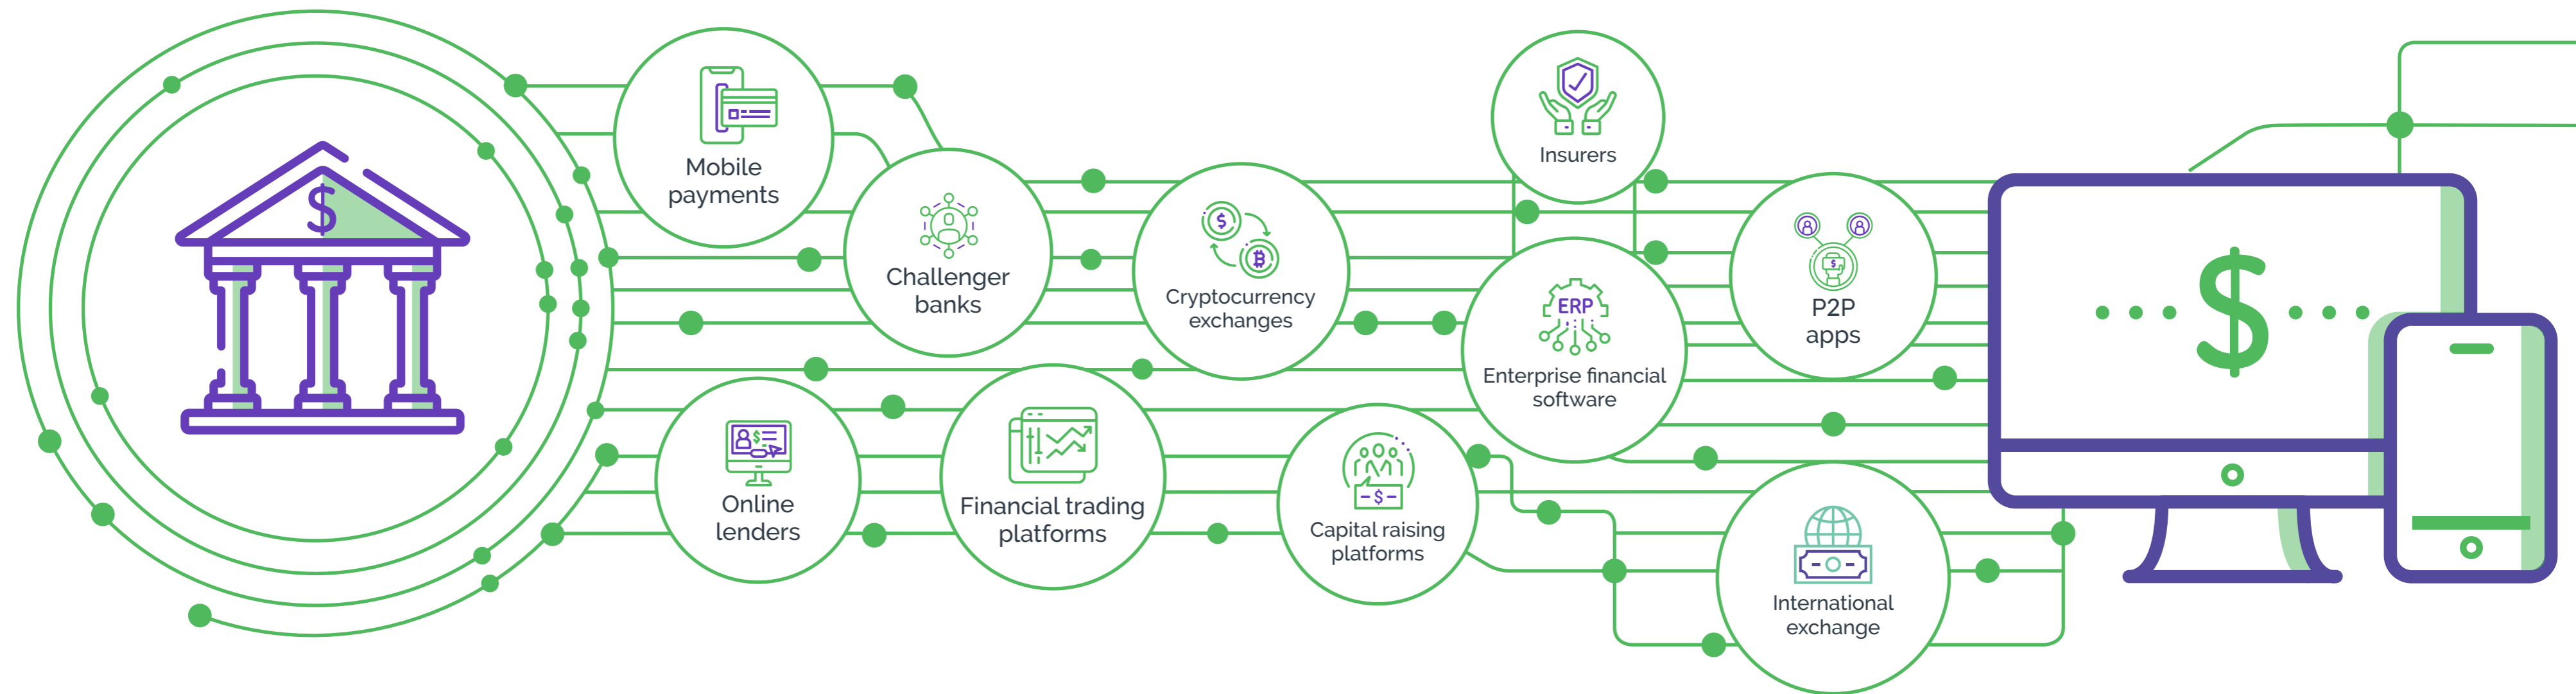 Mobile
payments
Challenger
banks
Cryptocurrency
exchanges
Insurers
ERP
Enterprise financial
software
P2P
apps
Online
lenders
Financial trading
platforms
Capital raising
platforms
International
exchange
$
$
$
$
$
$